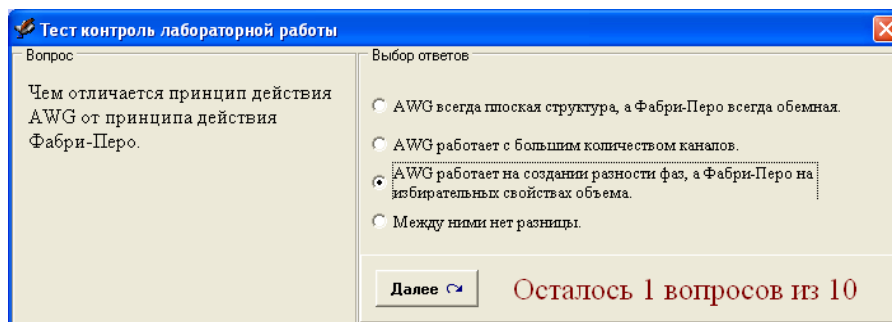 Тест контроль лабораторной работы
Вопрос
Чем отличается принцип действия
AWG от принципа действия
Фабри-Перо.
Выбор ответов
AWG всегда плоская структура, а Фабри-Перо всегда обемная.
AWG работает с большим количеством каналов.
AWG работает на создании разности фаз, а Фабри-Перо на
избирательных свойствах объема.
Между ними нет разницы.
Далее
Осталось 1 вопросов из 10